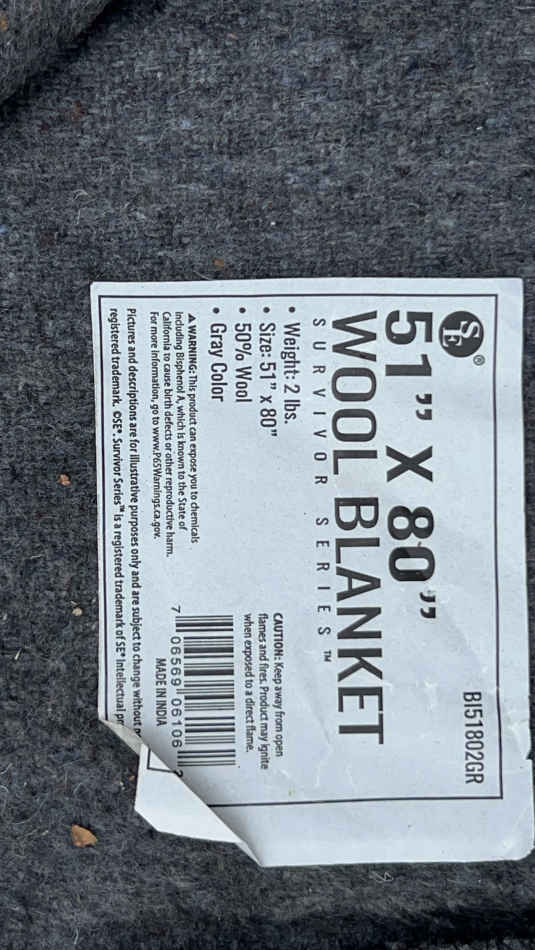 SE®
BI51802GR
51" X 80"
WOOL BLANKET
SURVIVOR SERIES™
• Weight: 2 lbs.
• Size: 51" x 80"
• 50% Wool
• Gray Color
CAUTION: Keep away from open
flames and fires. Product may ignite
when exposed to a direct flame.
⚠ WARNING: This product can expose you to chemicals
including Bisphenol A, which is known to the State of
California to cause birth defects or other reproductive harm.
For more information, go to www.P65Warnings.ca.gov.
7 06569 06106
MADE IN INDIA
Pictures and descriptions are for illustrative purposes only and are subject to change without
registered trademark. ©SE®. Survivor Series™ is a registered trademark of SE® Intellectual